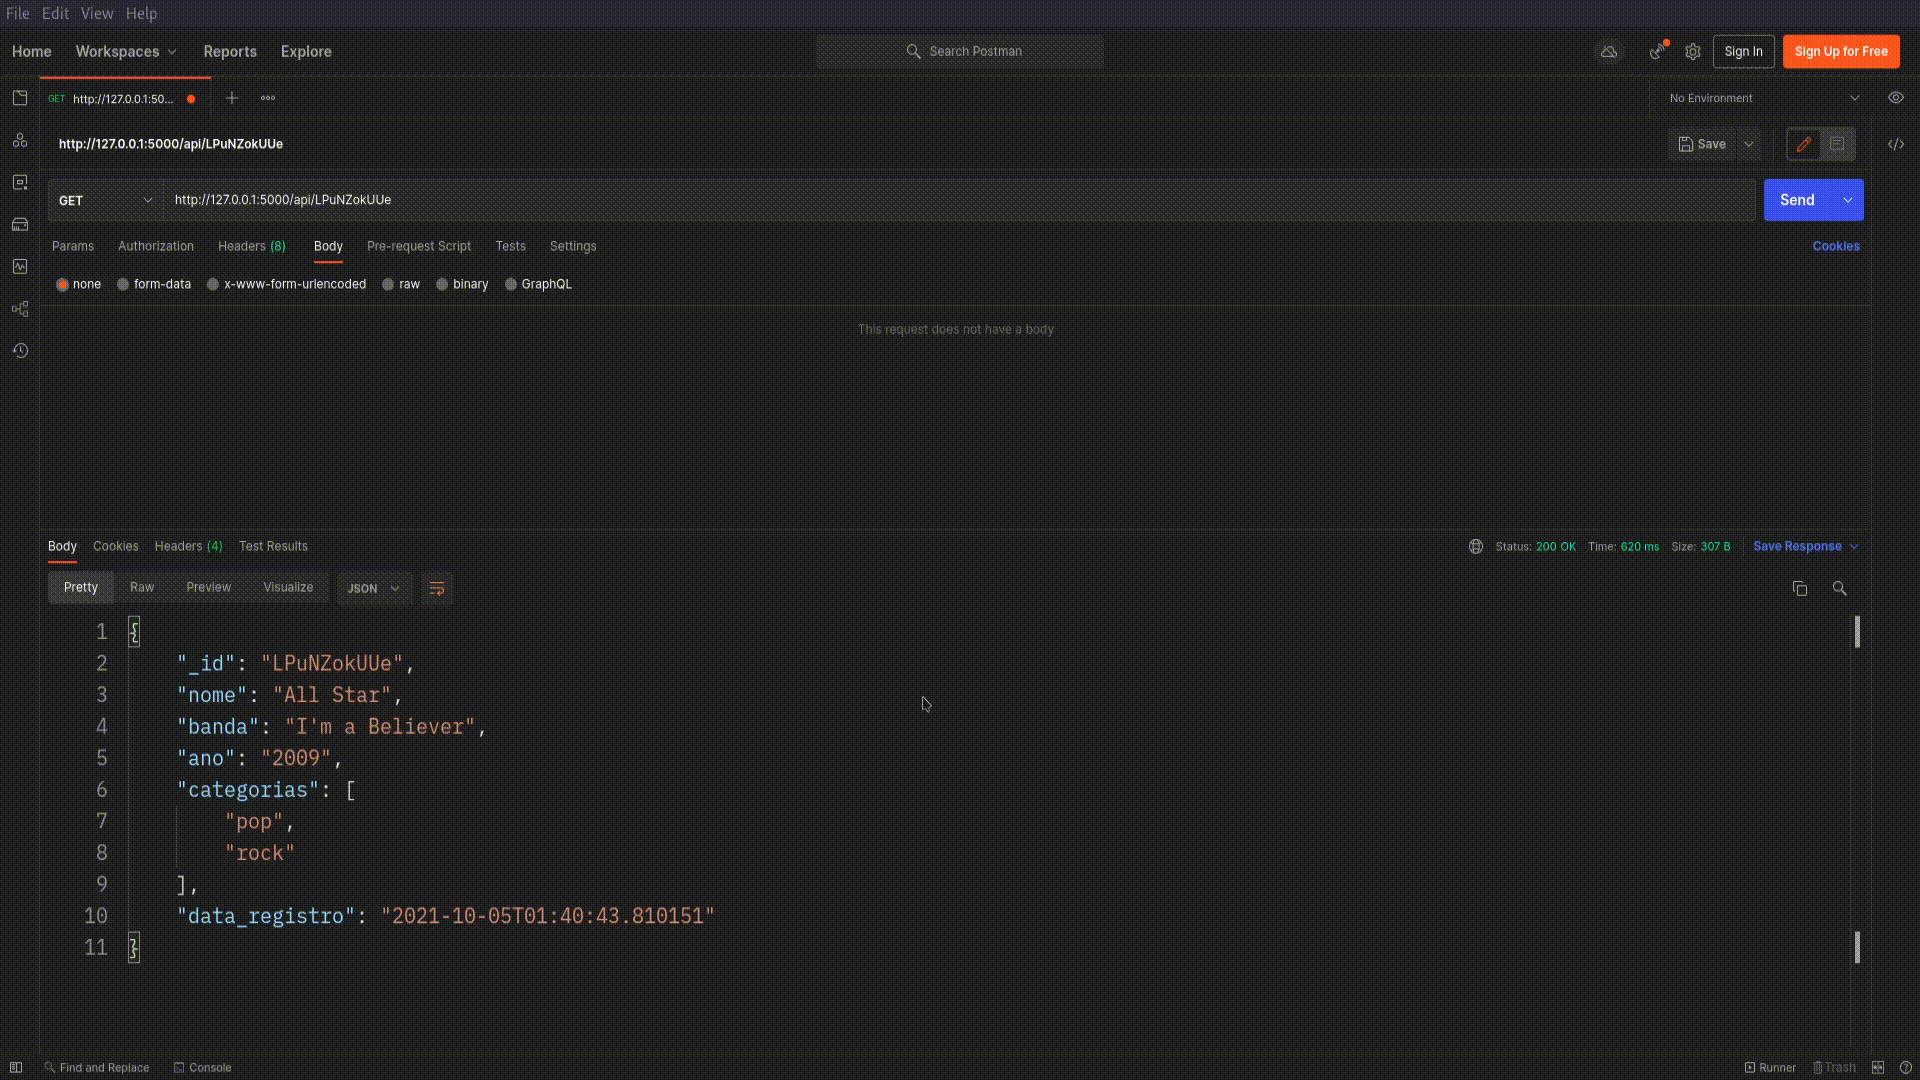 File Edit View Help
Home Workspaces Reports Explore Search Postman Sign In Sign Up for Free
GET http://127.0.0.1:50... No Environment
http://127.0.0.1:5000/api/LPuNZokUUe Save
GET http://127.0.0.1:5000/api/LPuNZokUUe Send
Params Authorization Headers (8) Body Pre-request Script Tests Settings Cookies
none form-data x-www-form-urlencoded raw binary GraphQL
This request does not have a body
Body Cookies Headers (4) Test Results Status: 200 OK Time: 620 ms Size: 307 B Save Response
Pretty Raw Preview Visualize JSON
1 {
2 "_id": "LPuNZokUUe",
3 "nome": "All Star",
4 "banda": "I'm a Believer",
5 "ano": "2009",
6 "categorias": [
7 "pop",
8 "rock"
9 ],
10 "data_registro": "2021-10-05T01:40:43.810151"
11 }
Find and Replace Console Runner Trash